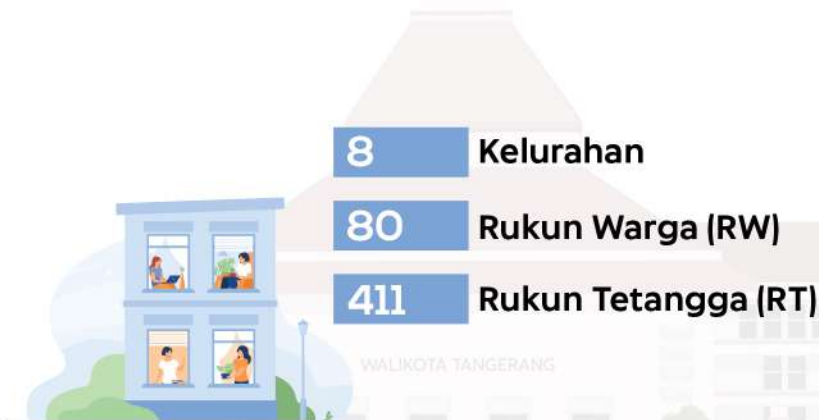 8 Kelurahan
80 Rukun Warga (RW)
411 Rukun Tetangga (RT)
WALIKOTA TANGERANG